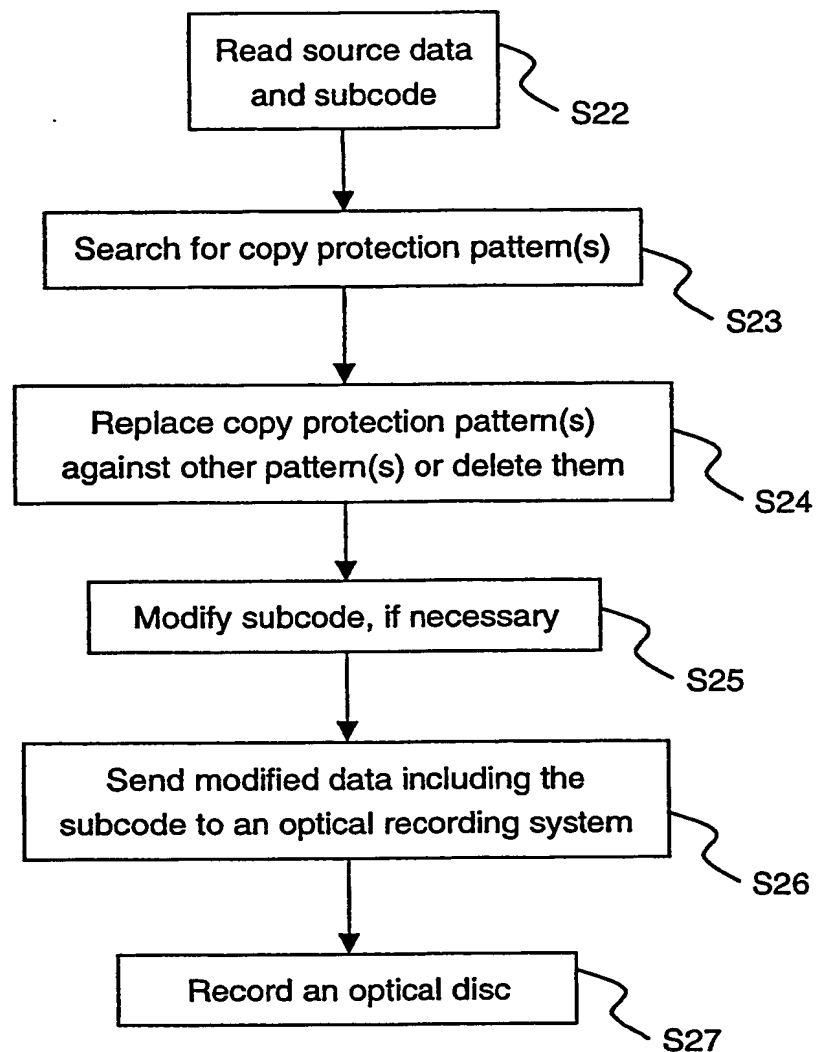 Read source data
and subcode
S22
Search for copy protection pattern(s)
S23
Replace copy protection pattern(s)
against other pattern(s) or delete them
S24
Modify subcode, if necessary
S25
Send modified data including the
subcode to an optical recording system
S26
Record an optical disc
S27